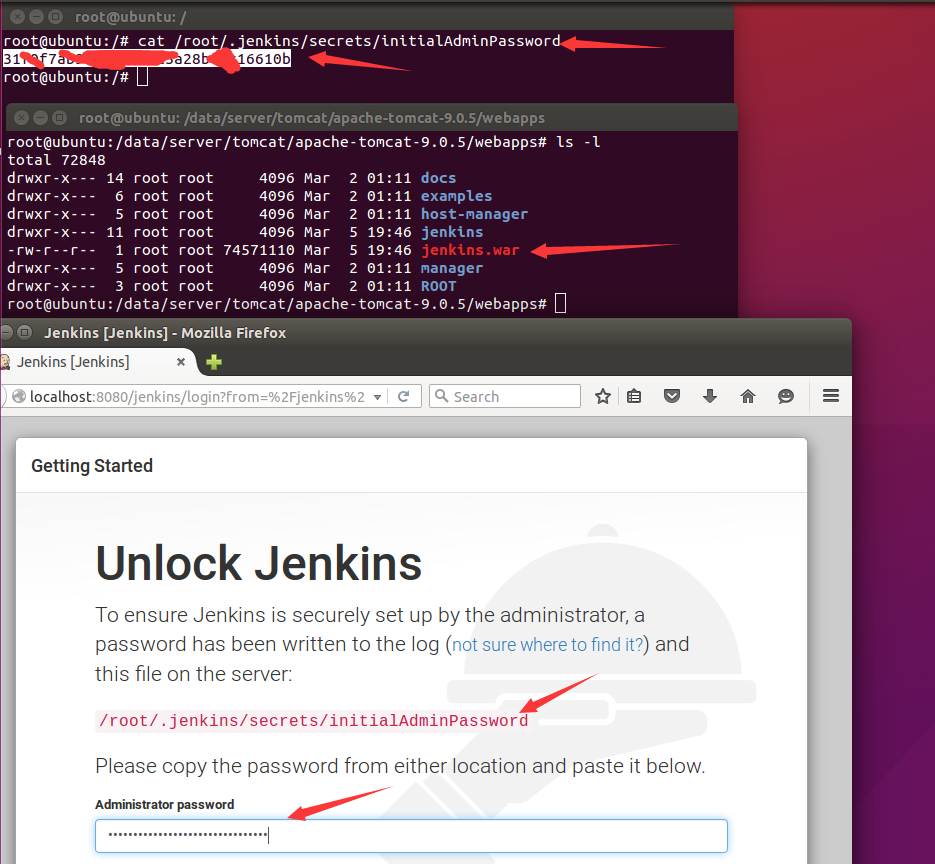 root@ubuntu: /
root@ubuntu:/# cat /root/.jenkins/secrets/initialAdminPassword
root@ubuntu:/#
root@ubuntu: /data/server/tomcat/apache-tomcat-9.0.5/webapps
root@ubuntu:/data/server/tomcat/apache-tomcat-9.0.5/webapps# ls -l
total 72848
drwxr-x--- 14 root root 4096 Mar 2 01:11 docs
drwxr-x--- 6 root root 4096 Mar 2 01:11 examples
drwxr-x--- 5 root root 4096 Mar 2 01:11 host-manager
drwxr-x--- 11 root root 4096 Mar 5 19:46 jenkins
-rw-r--r-- 1 root root 74571110 Mar 5 19:46 jenkins.war
drwxr-x--- 5 root root 4096 Mar 2 01:11 manager
drwxr-x--- 3 root root 4096 Mar 2 01:11 ROOT
root@ubuntu:/data/server/tomcat/apache-tomcat-9.0.5/webapps#
Jenkins [Jenkins] - Mozilla Firefox
Jenkins [Jenkins]
localhost:8080/jenkins/login?from=%2Fjenkins%2
Search
Getting Started
Unlock Jenkins
To ensure Jenkins is securely set up by the administrator, a
password has been written to the log (not sure where to find it?) and
this file on the server:
/root/.jenkins/secrets/initialAdminPassword
Please copy the password from either location and paste it below.
Administrator password